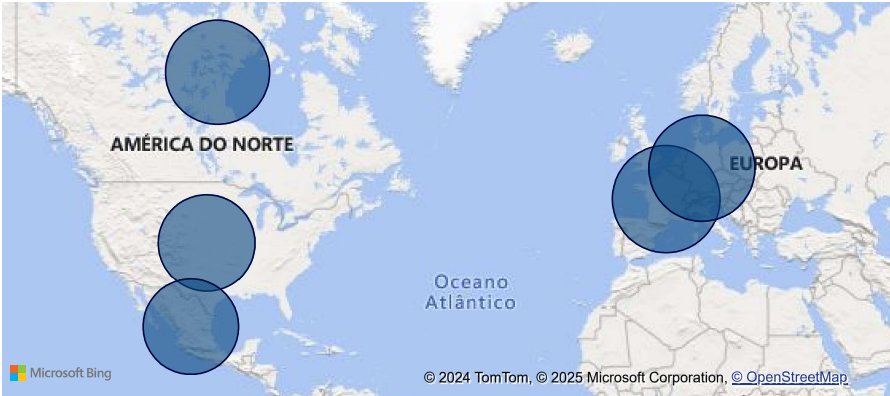 AMÉRICA DO NORTE
EUROPA
Oceano
Atlântico
Microsoft Bing
© 2024 TomTom, © 2025 Microsoft Corporation, © OpenStreetMap